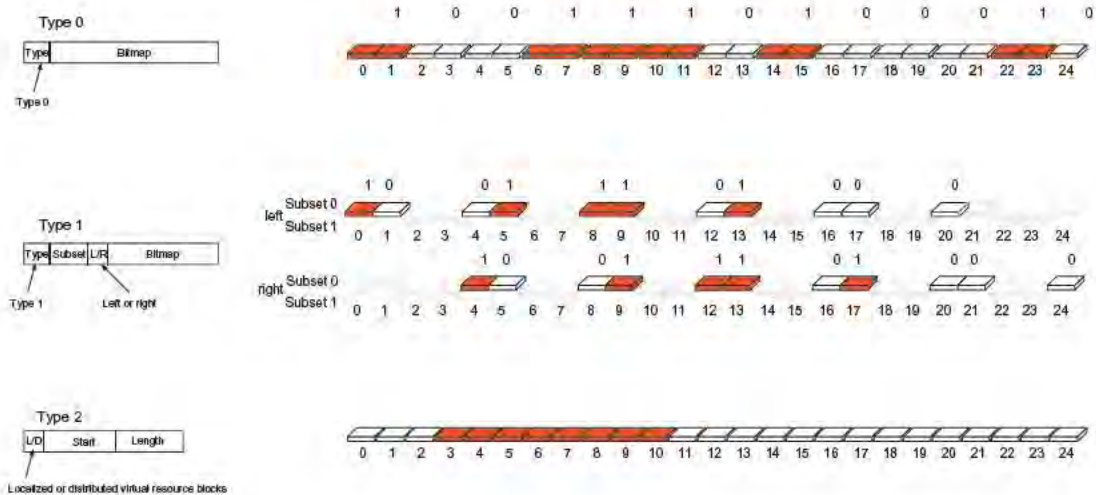 Type 0
1 0 0 1 1 1 0 1 0 0 0 1 0
Type Bitmap
0 1 2 3 4 5 6 7 8 9 10 11 12 13 14 15 16 17 18 19 20 21 22 23 24
Type 0
1 0 0 1 1 1 0 1 0 0 0
left Subset 0
Subset 1
0 1 2 3 4 5 6 7 8 9 10 11 12 13 14 15 16 17 18 19 20 21 22 23 24
Type 1
Type Subset L/R Bitmap
Type 1
Left or right
1 0 0 1 1 1 0 1 0 0 0
right Subset 0
Subset 1
0 1 2 3 4 5 6 7 8 9 10 11 12 13 14 15 16 17 18 19 20 21 22 23 24
Type 2
L/D Start Length
0 1 2 3 4 5 6 7 8 9 10 11 12 13 14 15 16 17 18 19 20 21 22 23 24
Localized or distributed virtual resource blocks